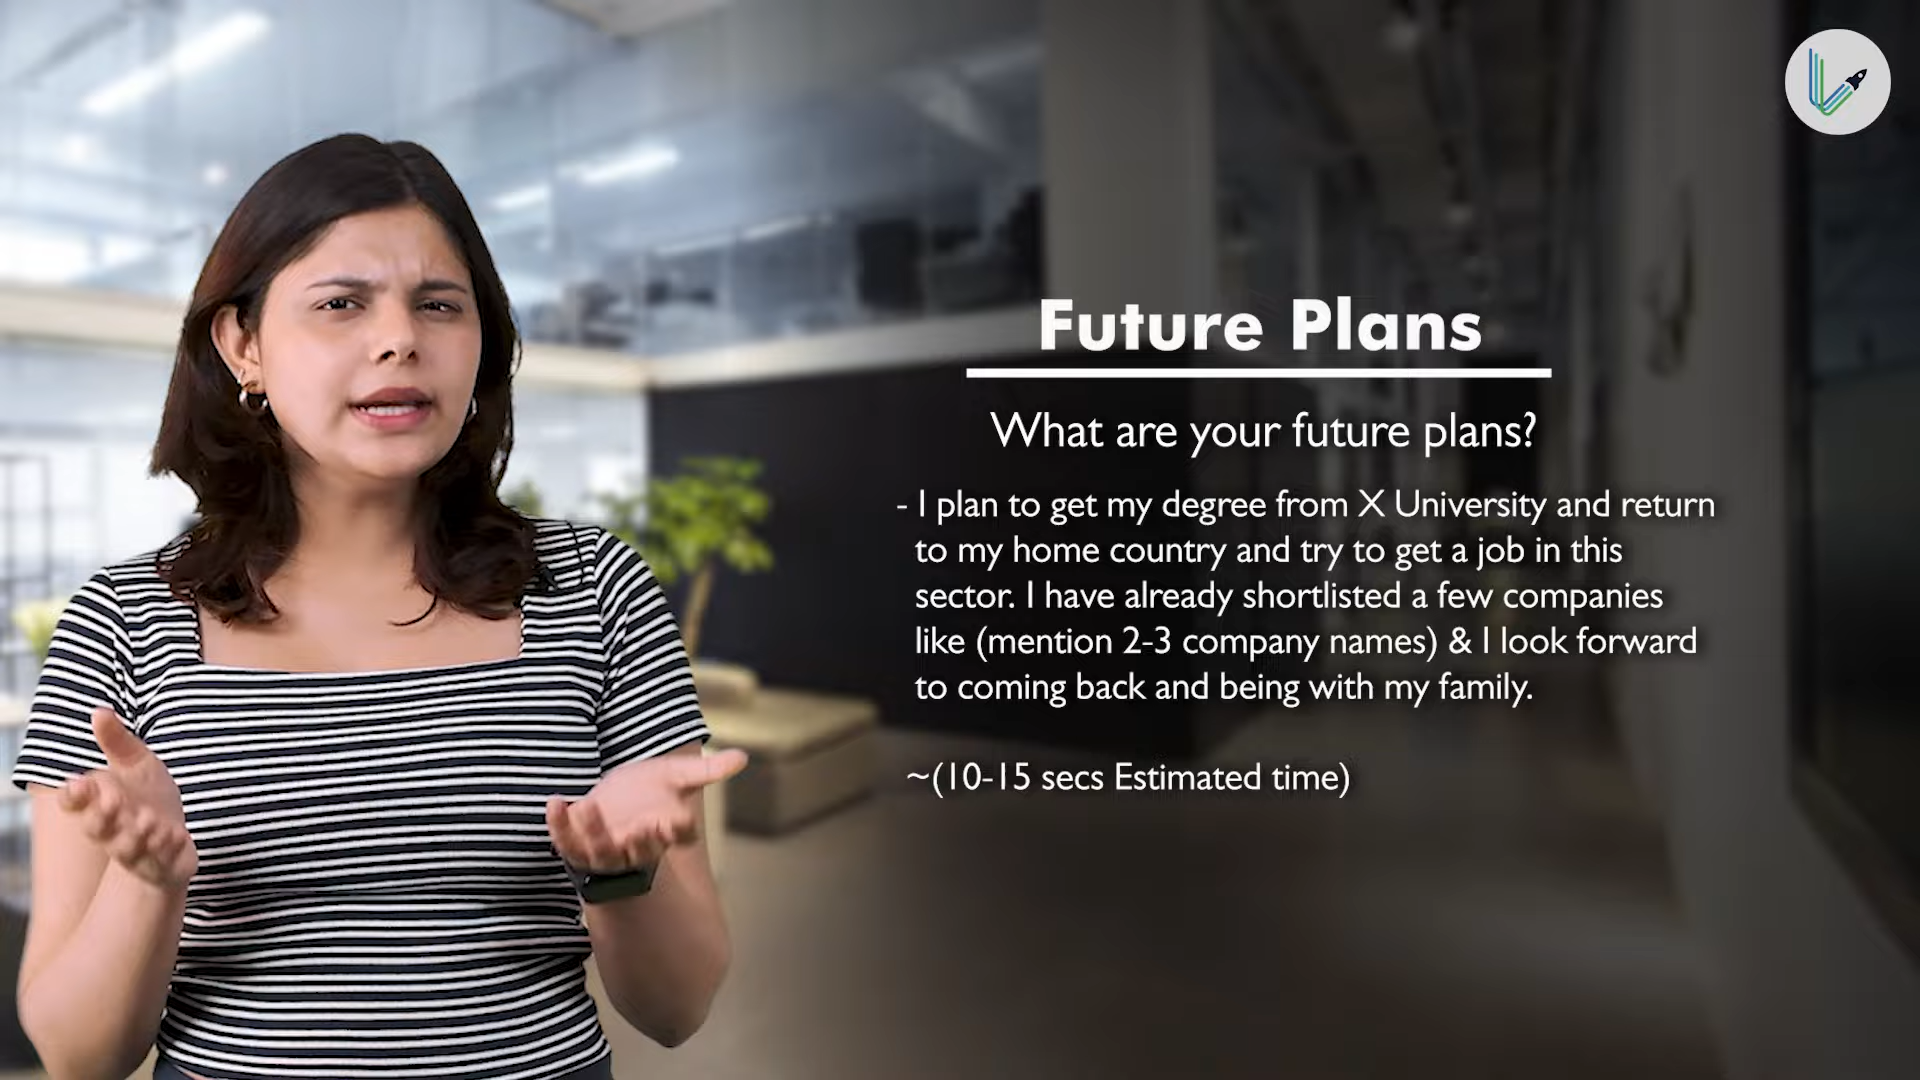 Future Plans
What are your future plans?
- I plan to get my degree from X University and return
to my home country and try to get a job in this
sector. I have already shortlisted a few companies
like (mention 2-3 company names) & I look forward
to coming back and being with my family.
~(10-15 secs Estimated time)